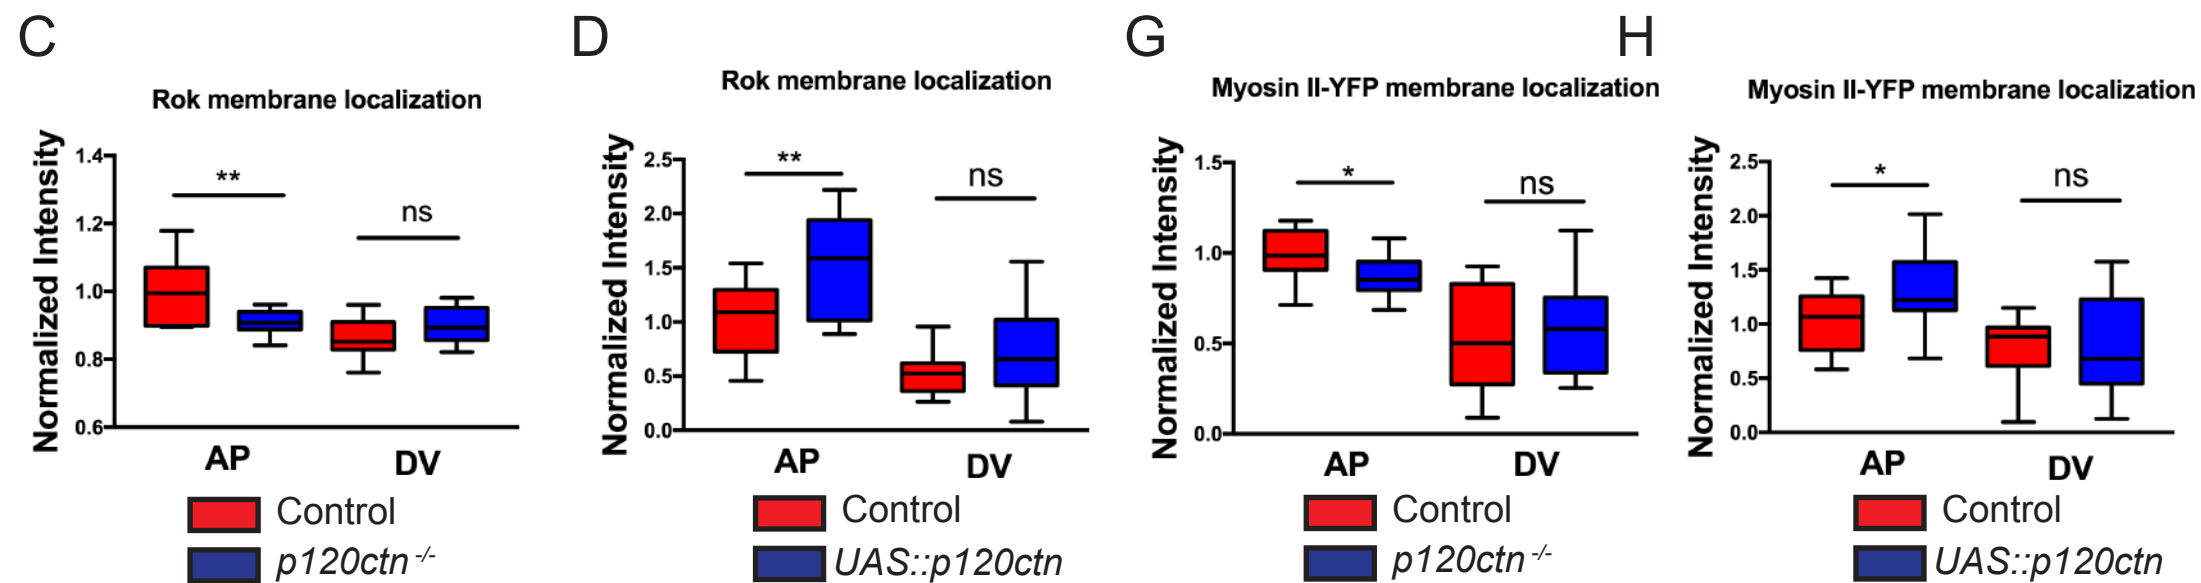 C
Rok membrane localization
Normalized Intensity
1.4
1.2
1.0
0.8
0.6
**
ns
AP
DV
Control
p120ctn -/-
D
Rok membrane localization
Normalized Intensity
2.5
2.0
1.5
1.0
0.5
0.0
**
ns
AP
DV
Control
UAS::p120ctn
G
Myosin II-YFP membrane localization
Normalized Intensity
1.5
1.0
0.5
0.0
*
ns
AP
DV
Control
p120ctn -/-
H
Myosin II-YFP membrane localization
Normalized Intensity
2.5
2.0
1.5
1.0
0.5
0.0
*
ns
AP
DV
Control
UAS::p120ctn